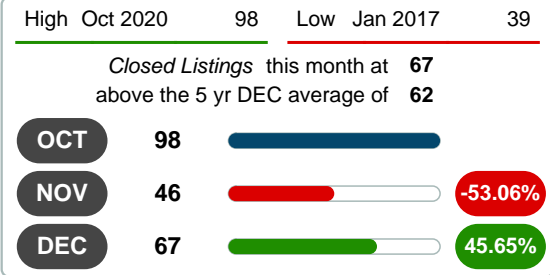 High Oct 2020 98 Low Jan 2017 39
Closed Listings this month at 67
above the 5 yr DEC average of 62
OCT 98
NOV 46 -53.06%
DEC 67 45.65%